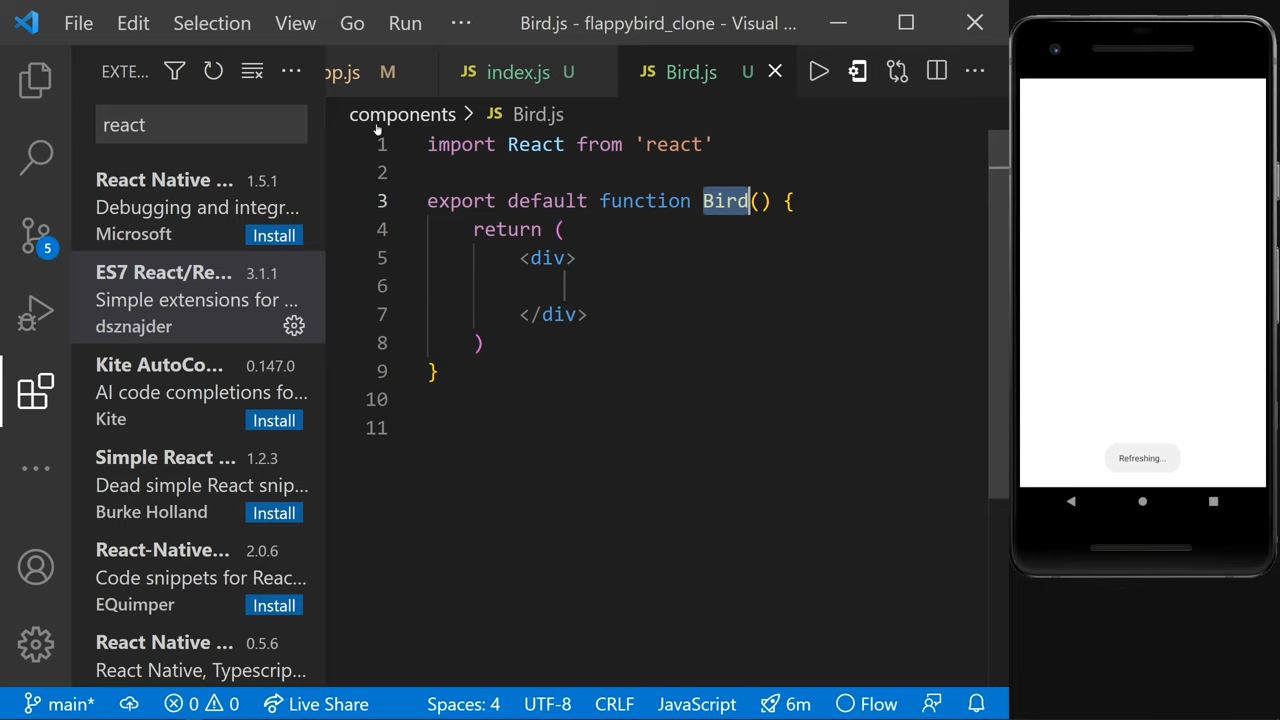 File Edit Selection View Go Run ··· Bird.js - flappybird_clone - Visual ...
EXTE... ···
pp.js M JS index.js U JS Bird.js U ···
react
components > JS Bird.js
1 import React from 'react'
2
3 export default function Bird() {
4 return (
5 <div>
6
7 </div>
8 )
9 }
10
11
React Native ... 1.5.1
Debugging and integr...
Microsoft Install
ES7 React/Re... 3.1.1
Simple extensions for ...
dsznajder
Kite AutoCo... 0.147.0
AI code completions fo...
Kite Install
Simple React ... 1.2.3
Dead simple React snip...
Burke Holland Install
React-Native... 2.0.6
Code snippets for Reac...
EQuimper Install
React Native ... 0.5.6
React Native, Typescrip...
5
Refreshing...
main* 0 0 Live Share Spaces: 4 UTF-8 CRLF JavaScript 6m Flow